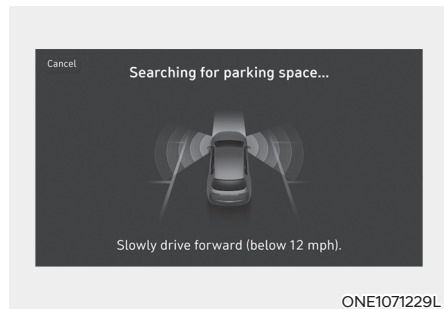 Cancel
Searching for parking space...
Slowly drive forward (below 12 mph).
ONE1071229L